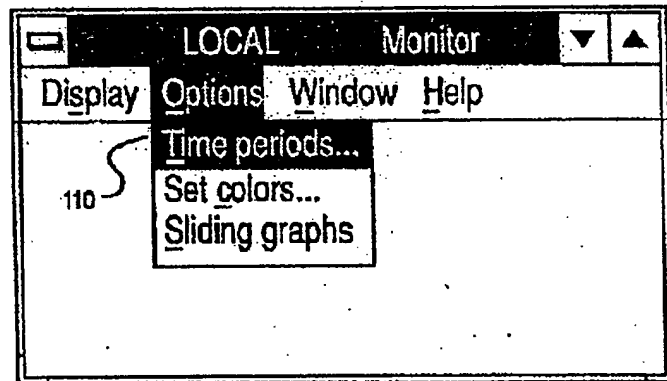 LOCAL Monitor
Display Options Window Help
Time periods...
110
Set colors...
Sliding graphs